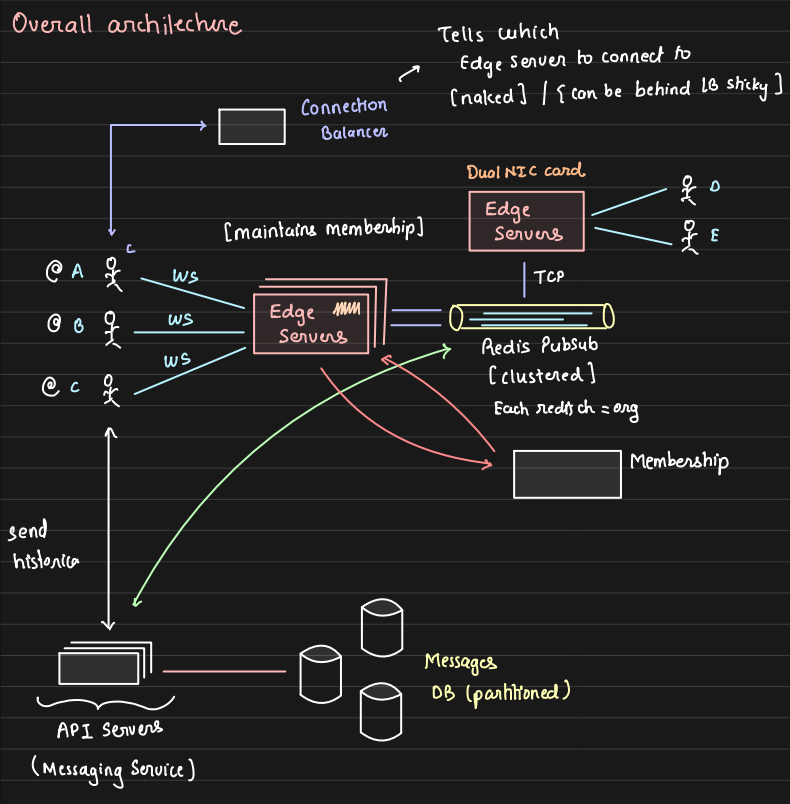 Overall architecture
Tells which
Edge Server to connect to
[naked] / { can be behind LB sticky]
Connection
Balancer
Dual NIC card
Edge
Servers
D
E
[maintains membership]
C
@ A
WS
@ B
WS
@ C
WS
Edge
Servers
TCP
Redis Pubsub
[clustered]
Each redis ch = org
Membership
send
historica
Messages
DB (partitioned)
API Servers
(Messaging Service)